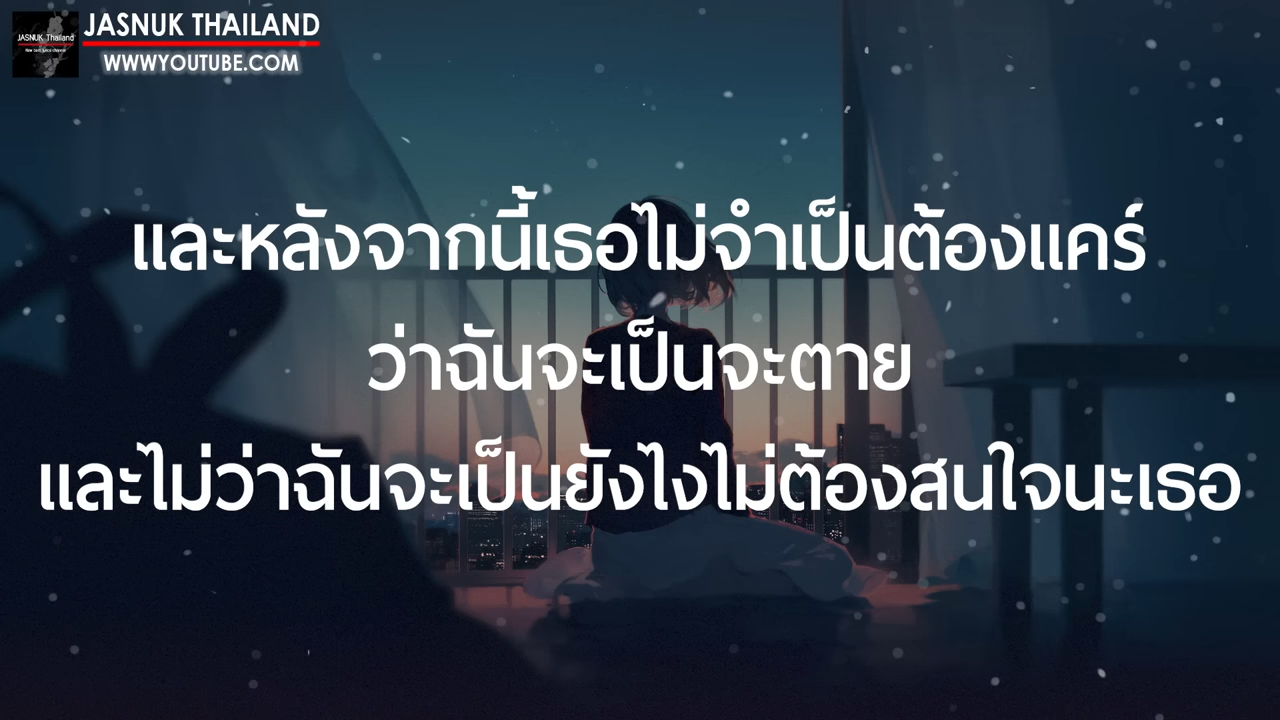 JASNUK THAILAND
WWWYOUTUBE.COM
JASNUK Thailand
และหลังจากนี้เธอไม่จำเป็นต้องแคร์
ว่าฉันจะเป็นจะตาย
และไม่ว่าฉันจะเป็นยังไงไม่ต้องสนใจนะเธอ